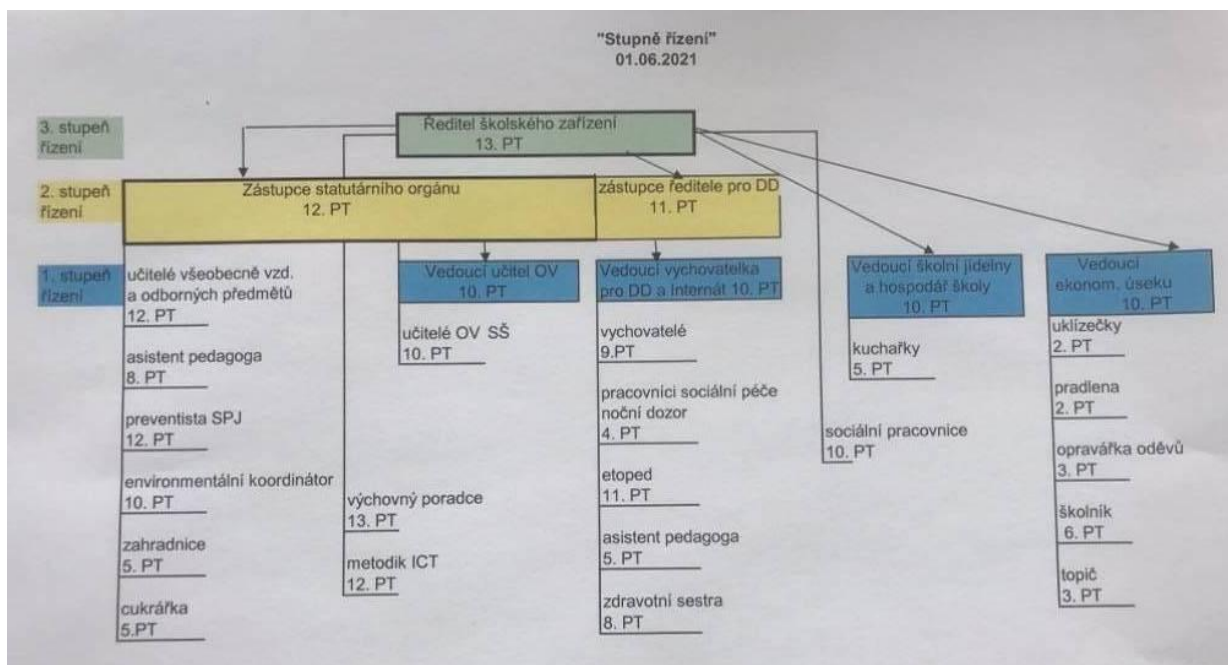 "Stupně řízení"
01.06.2021
3. stupeň
řízení
Ředitel školského zařízení
13. PT
2. stupeň
řízení
Zástupce statutárního orgánu
12. PT
zástupce ředitele pro DD
11. PT
1. stupeň
řízení
učitelé všeobecně vzd.
a odborných předmětů
12. PT
asistent pedagoga
8. PT
preventista SPJ
12. PT
environmentální koordinátor
10. PT
zahradnice
5. PT
cukrářka
5.PT
výchovný poradce
13. PT
metodik ICT
12. PT
Vedoucí učitel OV
10. PT
učitelé OV SŠ
10. PT
Vedoucí vychovatelka
pro DD a Internát 10. PT
vychovatelé
9.PT
pracovníci sociální péče
noční dozor
4. PT
etoped
11. PT
asistent pedagoga
5. PT
zdravotní sestra
8. PT
sociální pracovnice
10. PT
Vedoucí školní jídelny
a hospodář školy
10. PT
kuchařky
5. PT
Vedoucí
ekonom. úseku
10. PT
uklízečky
2. PT
pradlena
2. PT
opravářka oděvů
3. PT
školník
6. PT
topič
3. PT